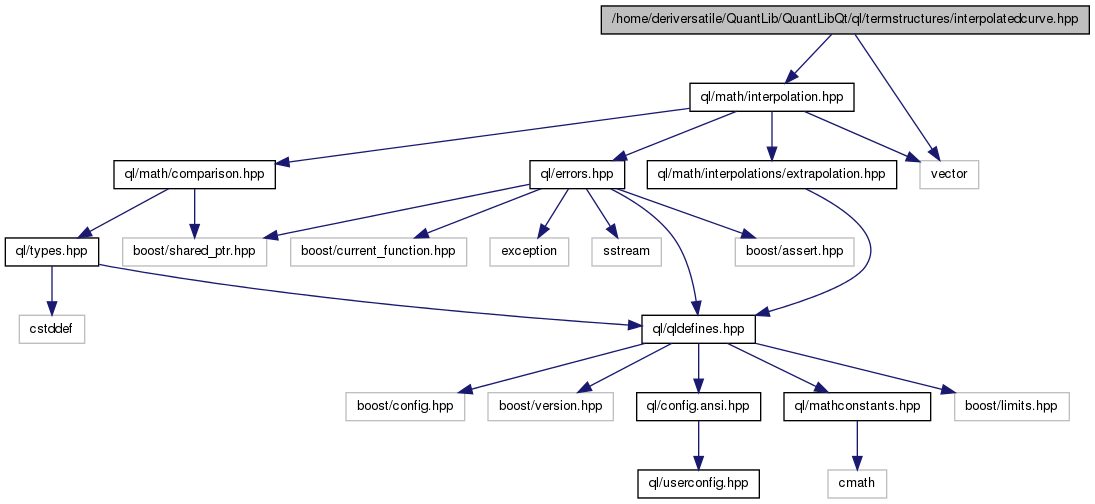 /home/deriversatile/QuantLib/QuantLibQt/ql/termstructures/interpolatedcurve.hpp
ql/math/interpolation.hpp
ql/math/comparison.hpp
ql/errors.hpp
ql/math/interpolations/extrapolation.hpp
vector
ql/types.hpp
boost/shared_ptr.hpp
boost/current_function.hpp
exception
sstream
boost/assert.hpp
cstddef
ql/qldefines.hpp
boost/config.hpp
boost/version.hpp
ql/config.ansi.hpp
ql/mathconstants.hpp
boost/limits.hpp
ql/userconfig.hpp
cmath